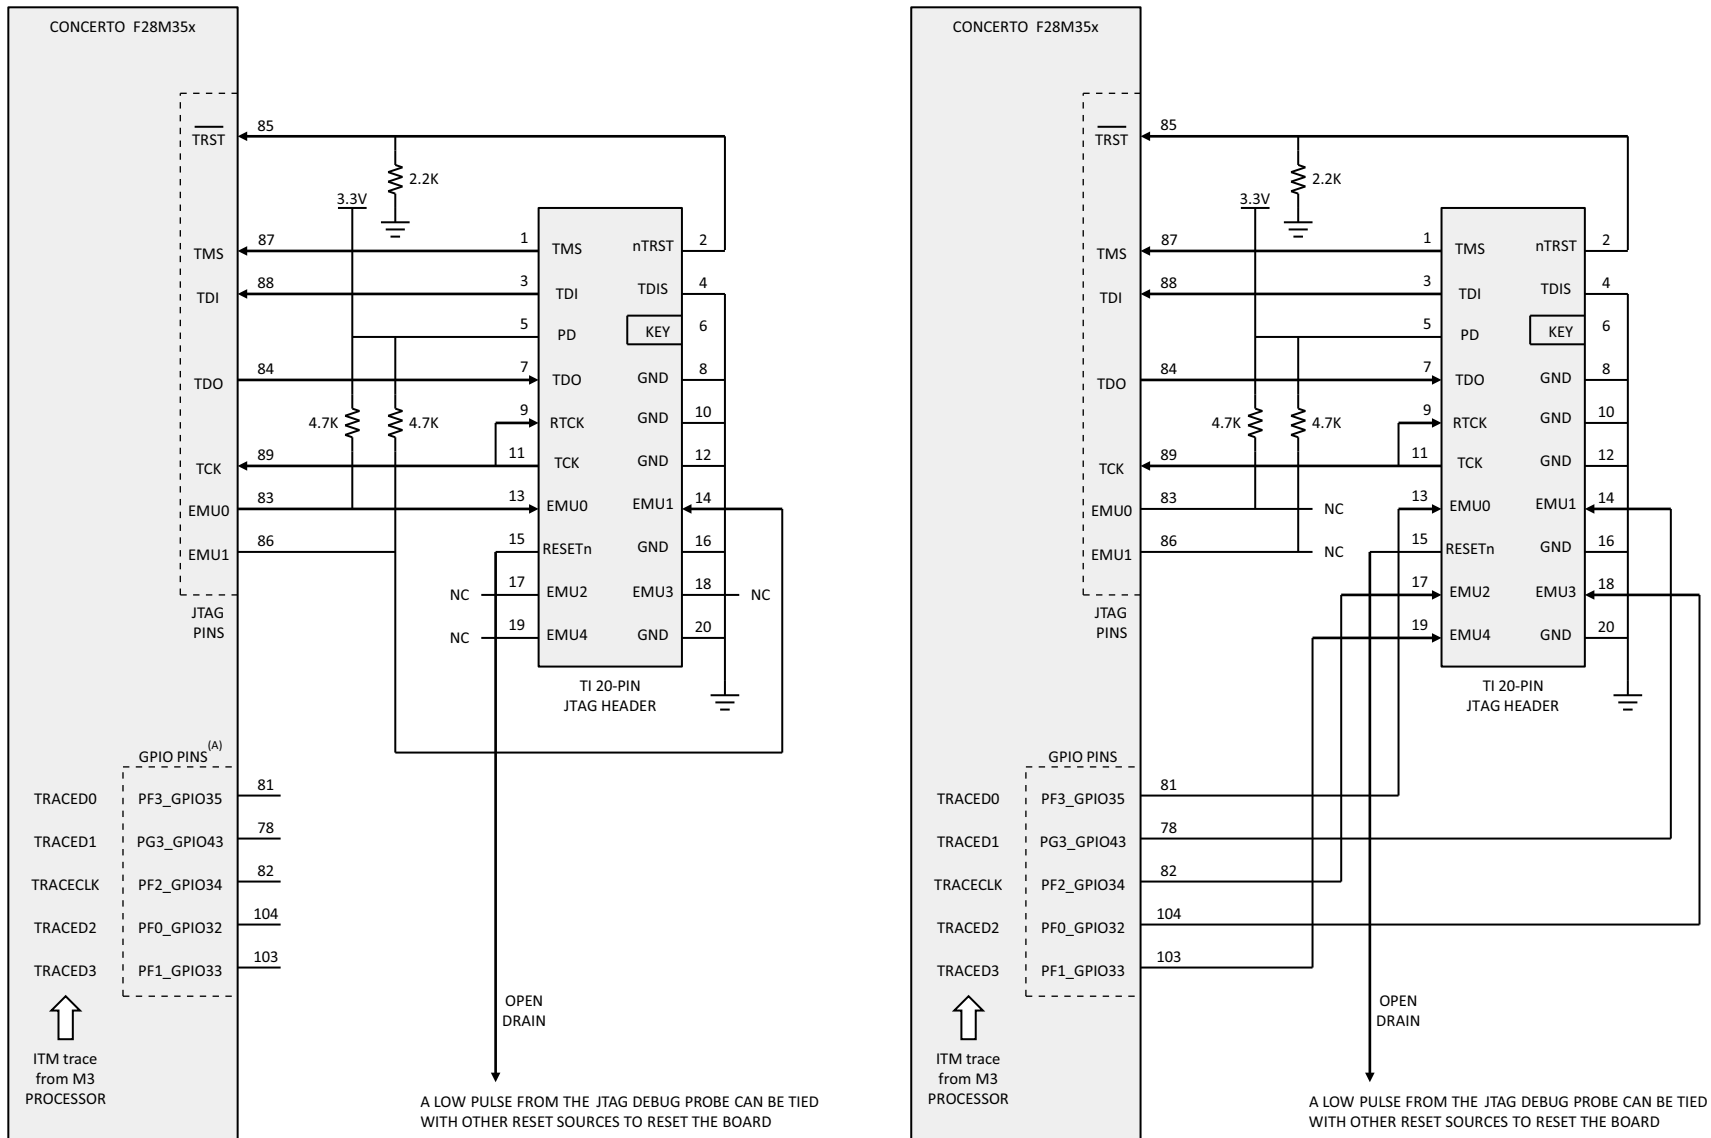 CONCERTO F28M35x
TRST
85
2.2K
3.3V
TMS
87
1
TMS
nTRST
2
TDI
88
3
TDI
TDIS
4
5
PD
KEY
6
TDO
84
7
TDO
GND
8
4.7K
4.7K
9
RTCK
GND
10
TCK
89
11
TCK
GND
12
EMU0
83
13
EMU0
EMU1
14
EMU1
86
15
RESETn
GND
16
NC
17
EMU2
EMU3
18
NC
NC
19
EMU4
GND
20
JTAG
PINS
TI 20-PIN
JTAG HEADER
GPIO PINS(A)
TRACED0
PF3_GPIO35
81
TRACED1
PG3_GPIO43
78
TRACECLK
PF2_GPIO34
82
TRACED2
PF0_GPIO32
104
TRACED3
PF1_GPIO33
103
OPEN
DRAIN
ITM trace
from M3
PROCESSOR
A LOW PULSE FROM THE JTAG DEBUG PROBE CAN BE TIED
WITH OTHER RESET SOURCES TO RESET THE BOARD
CONCERTO F28M35x
TRST
85
2.2K
3.3V
TMS
87
1
TMS
nTRST
2
TDI
88
3
TDI
TDIS
4
5
PD
KEY
6
TDO
84
7
TDO
GND
8
4.7K
4.7K
9
RTCK
GND
10
TCK
89
11
TCK
GND
12
EMU0
83
NC
13
EMU0
EMU1
14
EMU1
86
NC
15
RESETn
GND
16
17
EMU2
EMU3
18
19
EMU4
GND
20
JTAG
PINS
TI 20-PIN
JTAG HEADER
GPIO PINS
TRACED0
PF3_GPIO35
81
TRACED1
PG3_GPIO43
78
TRACECLK
PF2_GPIO34
82
TRACED2
PF0_GPIO32
104
TRACED3
PF1_GPIO33
103
OPEN
DRAIN
ITM trace
from M3
PROCESSOR
A LOW PULSE FROM THE JTAG DEBUG PROBE CAN BE TIED
WITH OTHER RESET SOURCES TO RESET THE BOARD